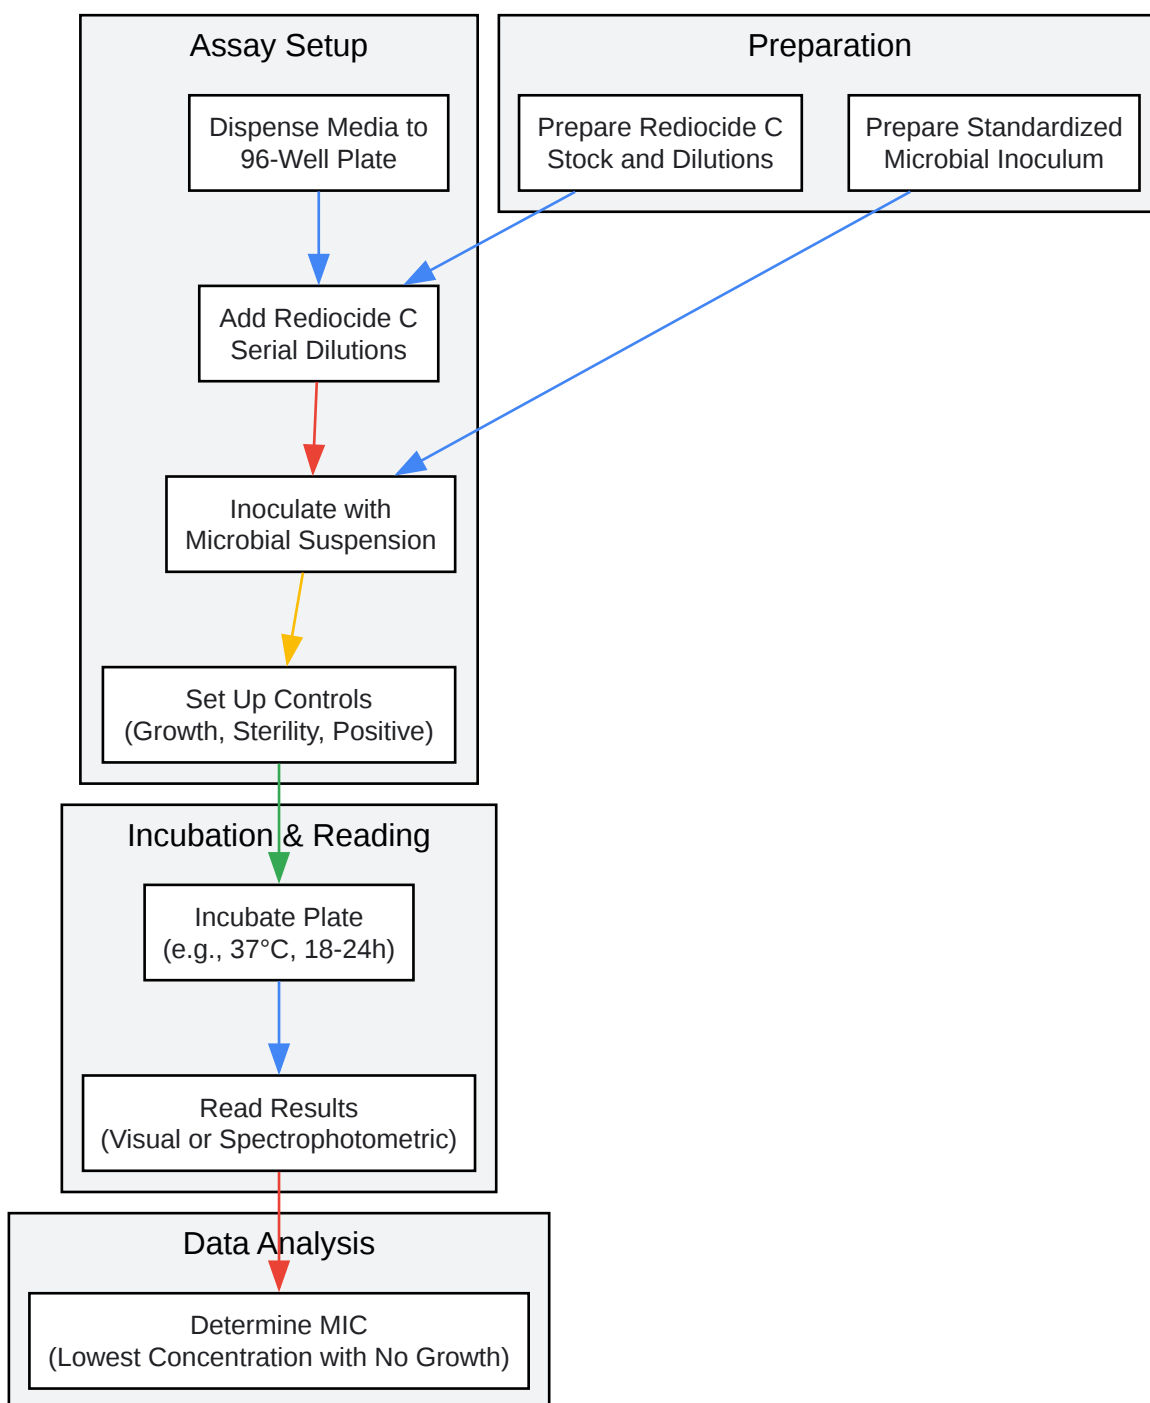 Assay Setup
Dispense Media to
96-Well Plate
Add Rediocide C
Serial Dilutions
Inoculate with
Microbial Suspension
Set Up Controls
(Growth, Sterility, Positive)
Preparation
Prepare Rediocide C
Stock and Dilutions
Prepare Standardized
Microbial Inoculum
Incubation & Reading
Incubate Plate
(e.g., 37°C, 18-24h)
Read Results
(Visual or Spectrophotometric)
Data Analysis
Determine MIC
(Lowest Concentration with No Growth)